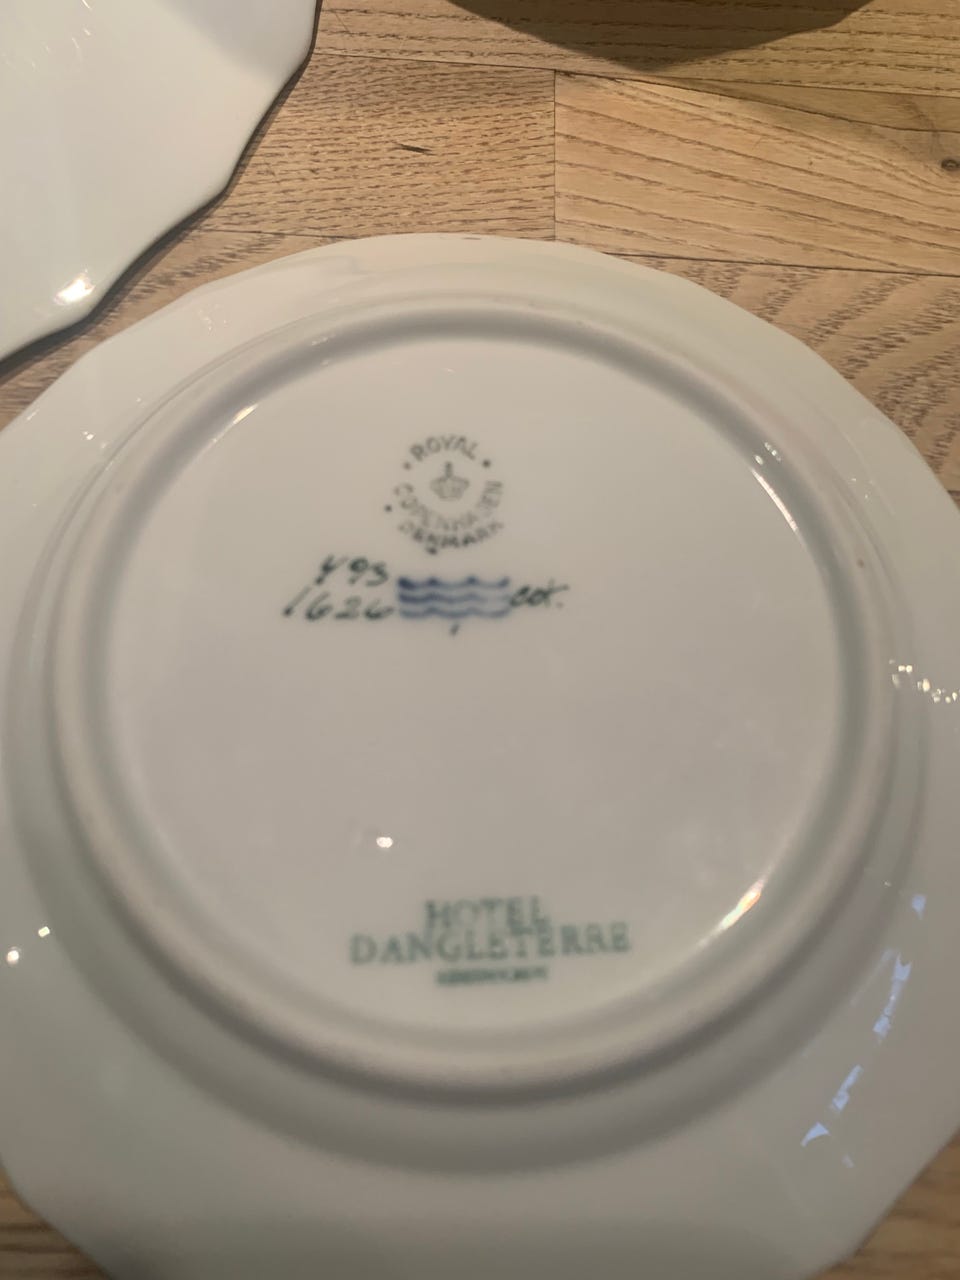 ROYAL
COPENHAGEN
DENMARK
493
1626
HOTEL
DANGLETERRE